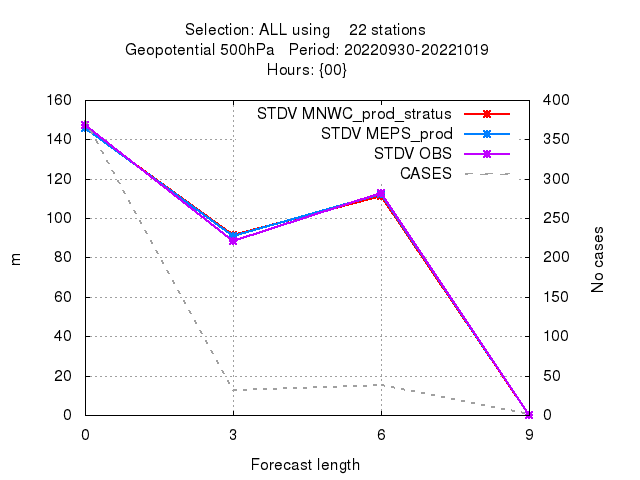 Selection: ALL using    22 stations
Geopotential 500hPa   Period: 20220930-20221019
Hours: {00}
STDV MNWC_prod_stratus
STDV MEPS_prod
STDV OBS
CASES
160
140
120
100
80
60
40
20
0
400
350
300
250
200
150
100
50
0
m
No cases
0 3 6 9
Forecast length